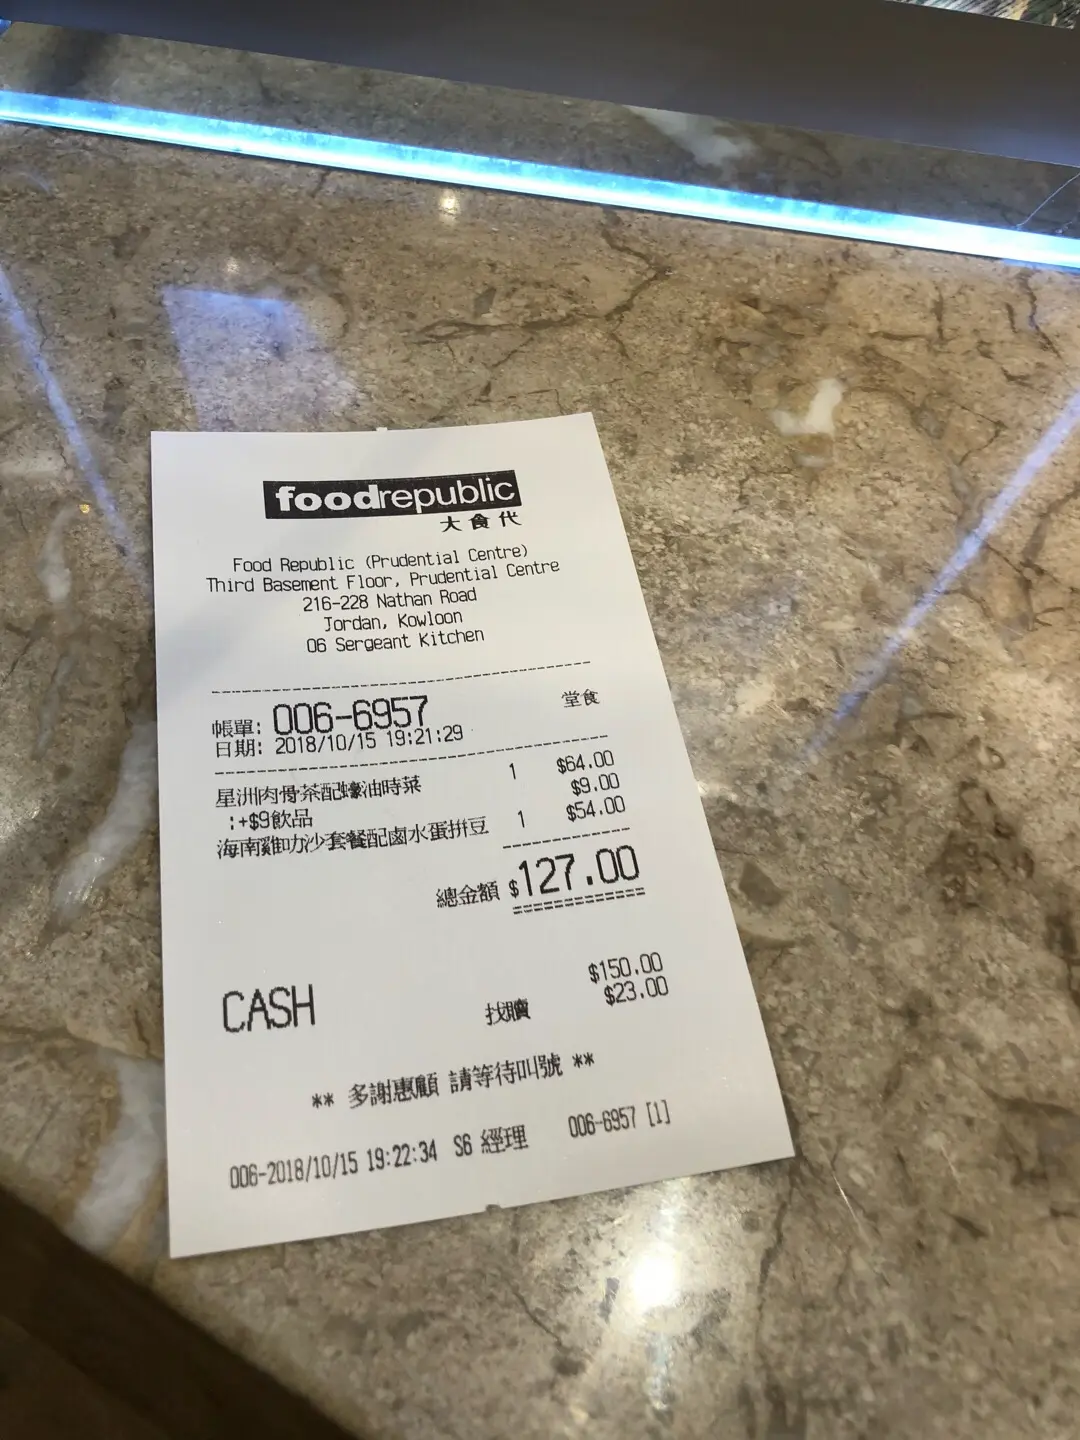 foodrepublic
大食代
Food Republic (Prudential Centre)
Third Basement Floor, Prudential Centre
216-228 Nathan Road
Jordan, Kowloon
06 Sergeant Kitchen
堂食
帳單: 006-6957
日期: 2018/10/15 19:21:29
星洲肉骨茶配蠔油時菜 1 $64.00
:+$9飲品 $9.00
海南雞叻沙套餐配鹵水蛋拼豆 1 $54.00
總金額 $127.00
CASH $150.00
找贖 $23.00
** 多謝惠顧 請等待叫號 **
006-2018/10/15 19:22:34 S6 經理 006-6957 [1]